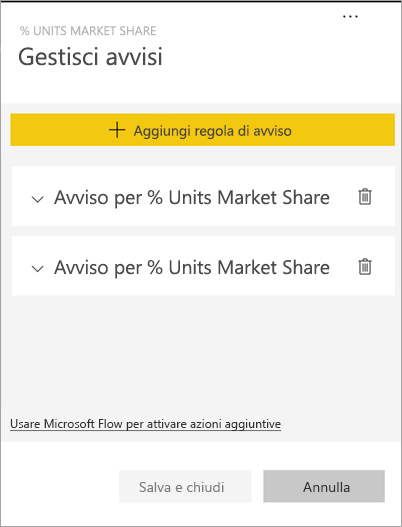 % UNITS MARKET SHARE
Gestisci avvisi
Aggiungi regola di avviso
Avviso per % Units Market Share
Avviso per % Units Market Share
Usare Microsoft Flow per attivare azioni aggiuntive
Salva e chiudi
Annulla